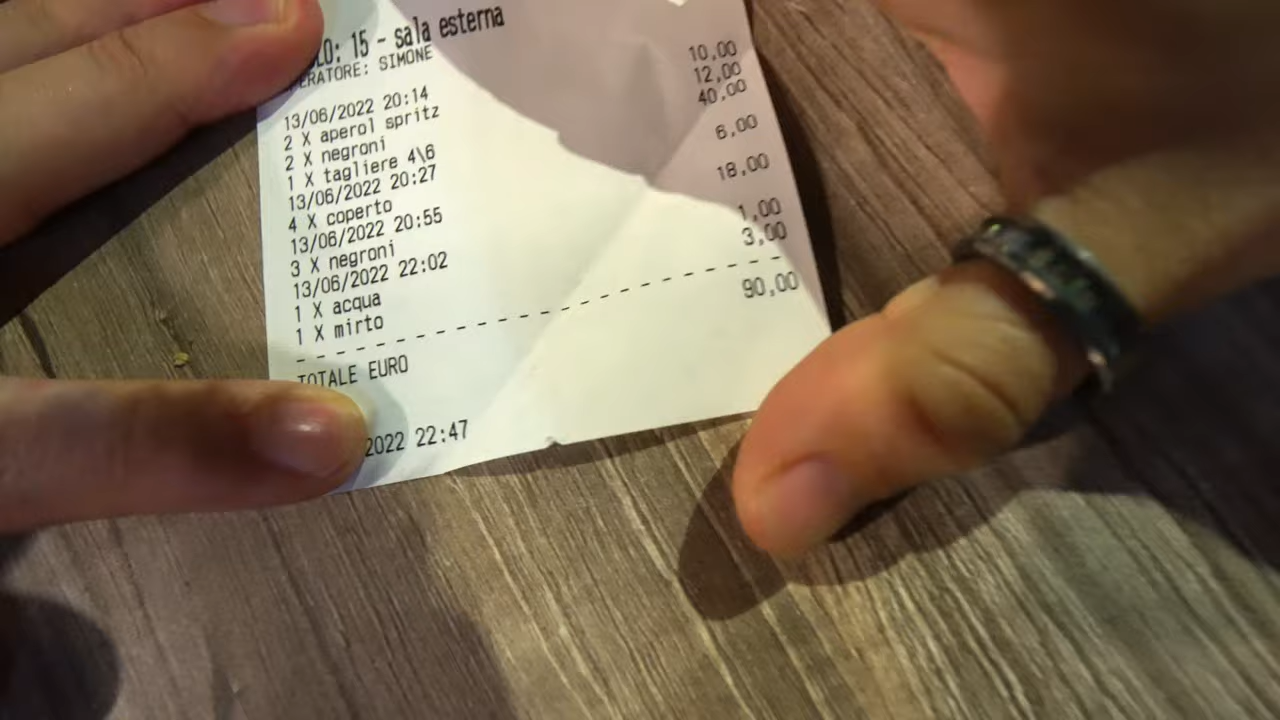 LO: 15 - sala esterna
ERATORE: SIMONE
13/06/2022 20:14
2 X aperol spritz 10,00
2 X negroni 12,00
1 X tagliere 4\6 40,00
13/06/2022 20:27
4 X coperto 6,00
13/06/2022 20:55
3 X negroni 18,00
13/06/2022 22:02
1 X acqua 1,00
1 X mirto 3,00
TOTALE EURO 90,00
2022 22:47